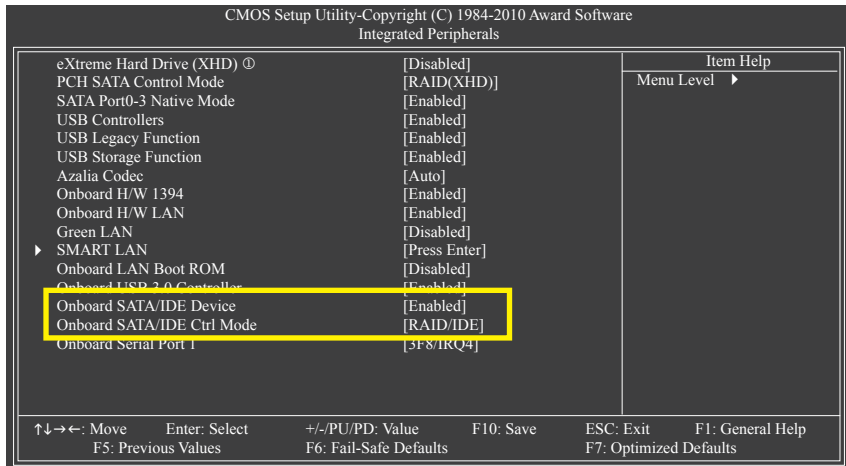 CMOS Setup Utility-Copyright (C) 1984-2010 Award Software
Integrated Peripherals
eXtreme Hard Drive (XHD) ① [Disabled]
PCH SATA Control Mode [RAID(XHD)]
SATA Port0-3 Native Mode [Enabled]
USB Controllers [Enabled]
USB Legacy Function [Enabled]
USB Storage Function [Enabled]
Azalia Codec [Auto]
Onboard H/W 1394 [Enabled]
Onboard H/W LAN [Enabled]
Green LAN [Disabled]
SMART LAN [Press Enter]
Onboard LAN Boot ROM [Disabled]
Onboard USB 3.0 Controller [Enabled]
Onboard SATA/IDE Device [Enabled]
Onboard SATA/IDE Ctrl Mode [RAID/IDE]
Onboard Serial Port 1 [3F8/IRQ4]
Item Help
Menu Level
↑↓→←: Move Enter: Select +/-/PU/PD: Value F10: Save ESC: Exit F1: General Help
F5: Previous Values F6: Fail-Safe Defaults F7: Optimized Defaults